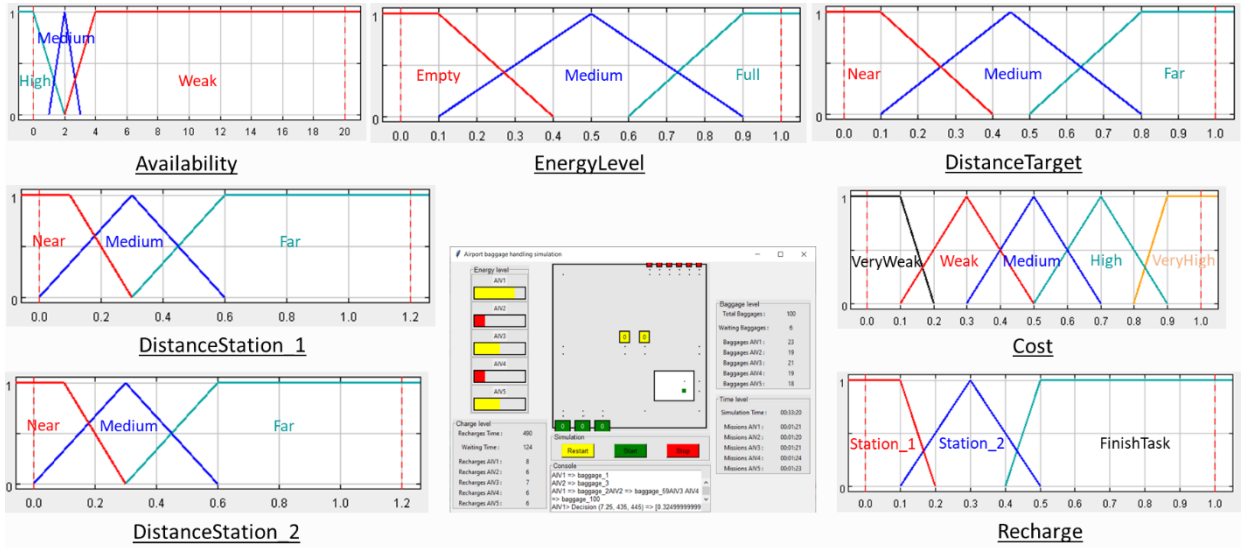 1
0
High
Medium
Weak
0 2 4 6 8 10 12 14 16 18 20
Availability
1
0
Empty
Medium
Full
0.0 0.1 0.2 0.3 0.4 0.5 0.6 0.7 0.8 0.9 1.0
EnergyLevel
1
0
Near
Medium
Far
0.0 0.1 0.2 0.3 0.4 0.5 0.6 0.7 0.8 0.9 1.0
DistanceTarget
1
0
Near
Medium
Far
0.0 0.2 0.4 0.6 0.8 1.0 1.2
DistanceStation_1
1
0
Near
Medium
Far
0.0 0.2 0.4 0.6 0.8 1.0 1.2
DistanceStation_2
Airport baggage handling simulation
Energy level
AIV1
AIV2
AIV3
AIV4
AIV5
Charge level
Recharges Time : 490
Waiting Time : 124
Recharges AIV1 : 8
Recharges AIV2 : 6
Recharges AIV3 : 7
Recharges AIV4 : 6
Recharges AIV5 : 6
0 0
0 0 0
Simulation
Restart
Start
Stop
Console
AIV1 => baggage_1
AIV2 => baggage_3
AIV1 => baggage_2AIV2 => baggage_59AIV3 AIV4
=> baggage_100
AIV1> Decision (7.25, 435, 445) => [0.32499999999
Baggage level
Total Baggages : 100
Waiting Baggages : 6
Baggages AIV1 : 23
Baggages AIV2 : 19
Baggages AIV3 : 21
Baggages AIV4 : 19
Baggages AIV5 : 18
Time level
Simulation Time : 00:53:20
Missions AIV1 : 00:01:21
Missions AIV2 : 00:01:20
Missions AIV3 : 00:01:21
Missions AIV4 : 00:01:24
Missions AIV5 : 00:01:23
1
0
VeryWeak
Weak
Medium
High
VeryHigh
0.0 0.1 0.2 0.3 0.4 0.5 0.6 0.7 0.8 0.9 1.0
Cost
1
0
Station_1
Station_2
FinishTask
0.0 0.1 0.2 0.3 0.4 0.5 0.6 0.7 0.8 0.9 1.0
Recharge